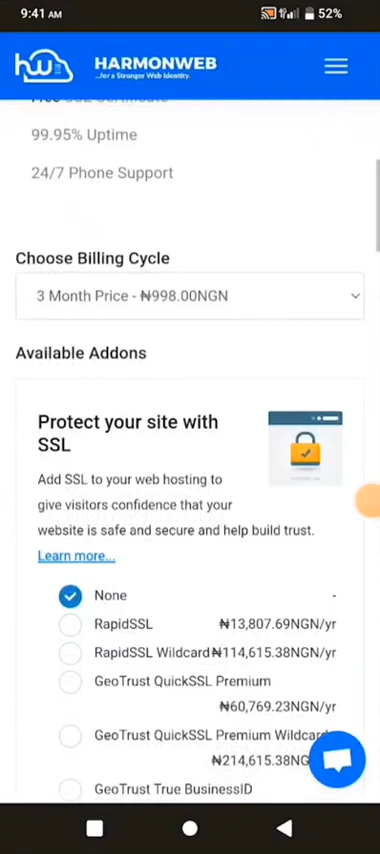 9:41 AM
52%
HARMONWEB
...for a Stronger Web Identity.
Free SSL Certificate
99.95% Uptime
24/7 Phone Support
Choose Billing Cycle
3 Month Price - ₦998.00NGN
Available Addons
Protect your site with
SSL
Add SSL to your web hosting to
give visitors confidence that your
website is safe and secure and help build trust.
Learn more...
None -
RapidSSL ₦13,807.69NGN/yr
RapidSSL Wildcard ₦114,615.38NGN/yr
GeoTrust QuickSSL Premium
₦60,769.23NGN/yr
GeoTrust QuickSSL Premium Wildcard
₦214,615.38NG
GeoTrust True BusinessID